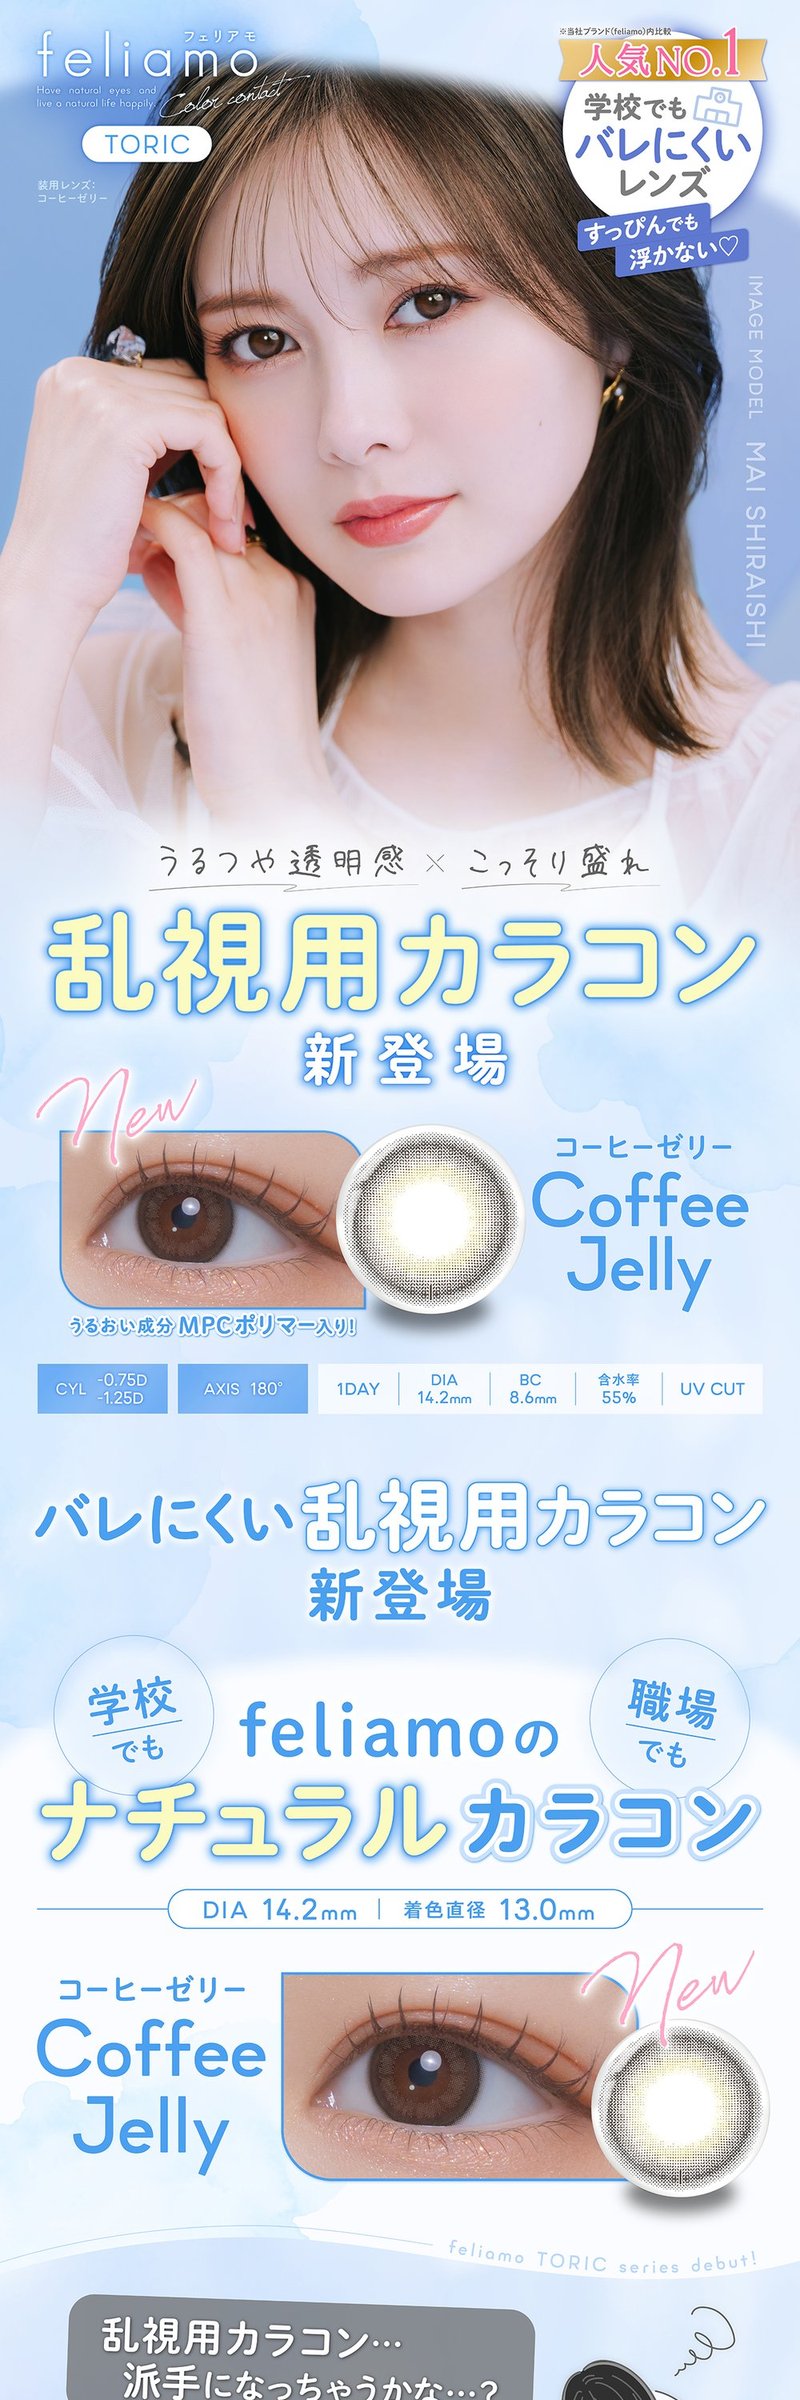 フェリアモ
feliamo
Have natural eyes and
live a natural life happily.
Color contact
TORIC
装用レンズ:
コーヒーゼリー
※当社ブランド(feliamo)内比較
人気NO.1
学校でも
バレにくい
レンズ
すっぴんでも
浮かない♡
IMAGE MODEL MAI SHIRAISHI
うるつや透明感×こっそり盛れ
乱視用カラコン
新登場
New
コーヒーゼリー
Coffee
Jelly
うるおい成分MPCポリマー入り!
CYL -0.75D
-1.25D
AXIS 180°
1DAY
DIA
14.2mm
BC
8.6mm
含水率
55%
UV CUT
バレにくい乱視用カラコン
新登場
学校
でも
feliamoの
職場
でも
ナチュラルカラコン
DIA 14.2mm | 着色直径 13.0mm
New
コーヒーゼリー
Coffee
Jelly
feliamo TORIC series debut!
乱視用カラコン…
派手になっちゃうかな…?